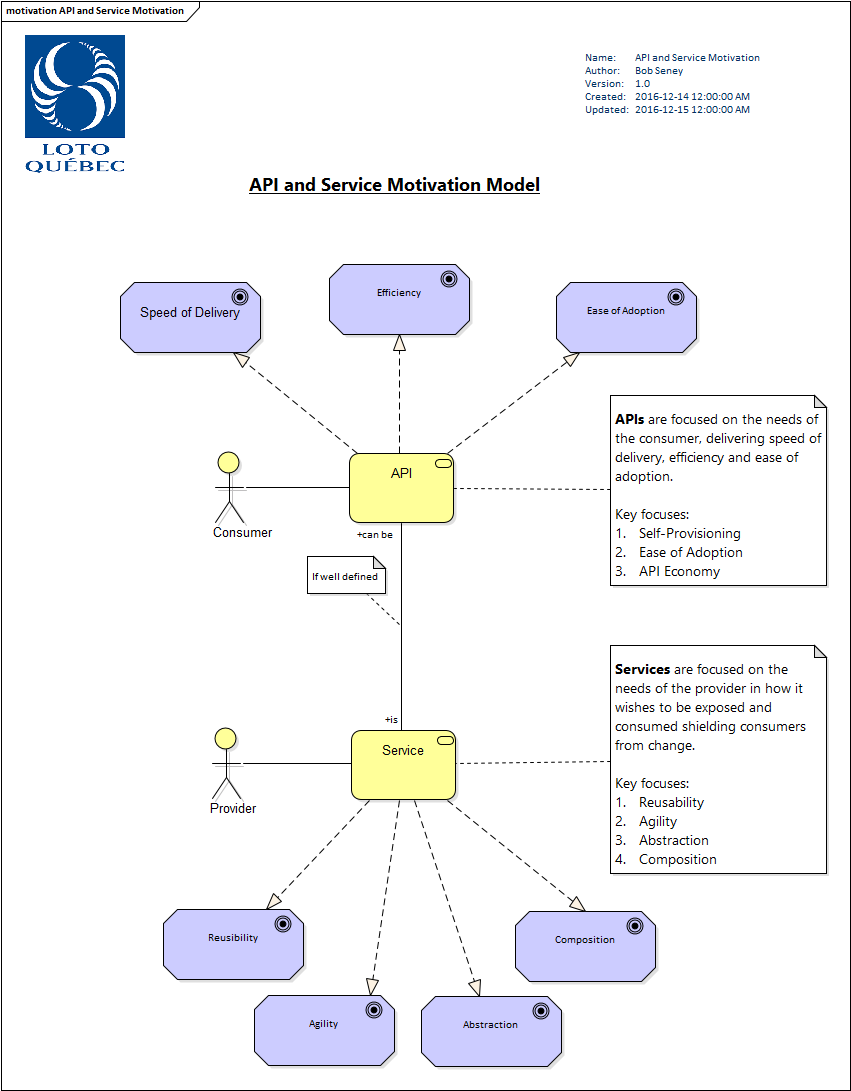 motivation API and Service Motivation
LOTO
QUÉBEC
Name: API and Service Motivation
Author: Bob Seney
Version: 1.0
Created: 2016-12-14 12:00:00 AM
Updated: 2016-12-15 12:00:00 AM
API and Service Motivation Model
Speed of Delivery
Efficiency
Ease of Adoption
APIs are focused on the needs of
the consumer, delivering speed of
delivery, efficiency and ease of
adoption.
Key focuses:
1. Self-Provisioning
2. Ease of Adoption
3. API Economy
API
Consumer
+can be
If well defined
+is
Services are focused on the
needs of the provider in how it
wishes to be exposed and
consumed shielding consumers
from change.
Key focuses:
1. Reusability
2. Agility
3. Abstraction
4. Composition
Service
Provider
Reusibility
Composition
Agility
Abstraction